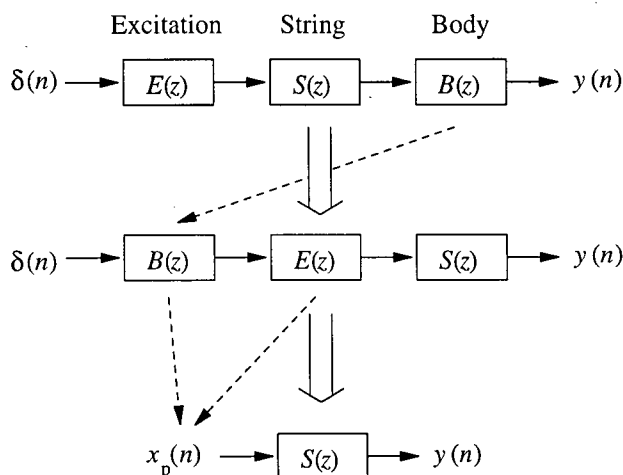 Excitation String Body
δ(n) E(z) S(z) B(z) y(n)
δ(n) B(z) E(z) S(z) y(n)
x_p(n) S(z) y(n)